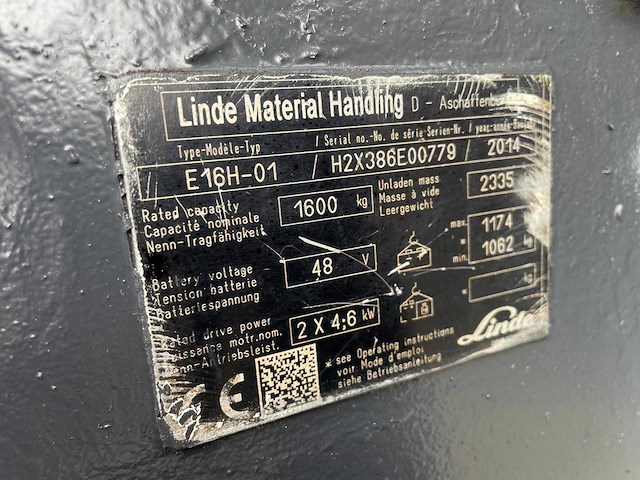 Linde Material Handling D - Aschaffenburg
Type-Modèle-Typ / Serial no.-No. de série-Serien-Nr. / year-année-Baujahr
E16H-01 / H2X386E00779 / 2014
Rated capacity
Capacité nominale
Nenn-Tragfähigkeit
1600 kg
Unladen mass
Masse à vide
Leergewicht
2335
Battery voltage
Tension batterie
Batteriespannung
48 V
max. 1174
1062 kg
min.
kg
Rated drive power
Puissance motr.nom.
Nenn-Antriebsleist.
2 X 4,6 kW
* see Operating instructions
voir Mode d'emploi
siehe Betriebsanleitung
Linde
CE